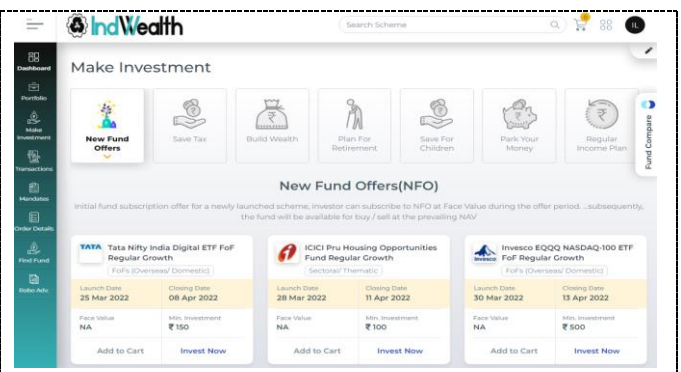 IndWealth
Search Scheme
0
IL
Dashboard
Portfolio
Make
Investment
Transactions
Mandates
Order Details
Find Fund
Robo Adv.
Make Investment
New Fund
Offers
Save Tax
Build Wealth
Plan For
Retirement
Save For
Children
Park Your
Money
Regular
Income Plan
Fund Compare
New Fund Offers(NFO)
Initial fund subscription offer for a newly launched scheme, investor can subscribe to NFO at Face Value during the offer period. ...subsequently,
the fund will be available for buy / sell at the prevailing NAV
TATA
Tata Nifty India Digital ETF FoF
Regular Growth
FoFs (Overseas/ Domestic)
Launch Date Closing Date
25 Mar 2022 08 Apr 2022
Face Value Min. Investment
NA ₹ 150
Add to Cart Invest Now
ICICI Pru Housing Opportunities
Fund Regular Growth
Sectoral/ Thematic
Launch Date Closing Date
28 Mar 2022 11 Apr 2022
Face Value Min. Investment
NA ₹ 100
Add to Cart Invest Now
Invesco
Invesco EQQQ NASDAQ-100 ETF
FoF Regular Growth
FoFs (Overseas/ Domestic)
Launch Date Closing Date
30 Mar 2022 13 Apr 2022
Face Value Min. Investment
NA ₹ 500
Add to Cart Invest Now